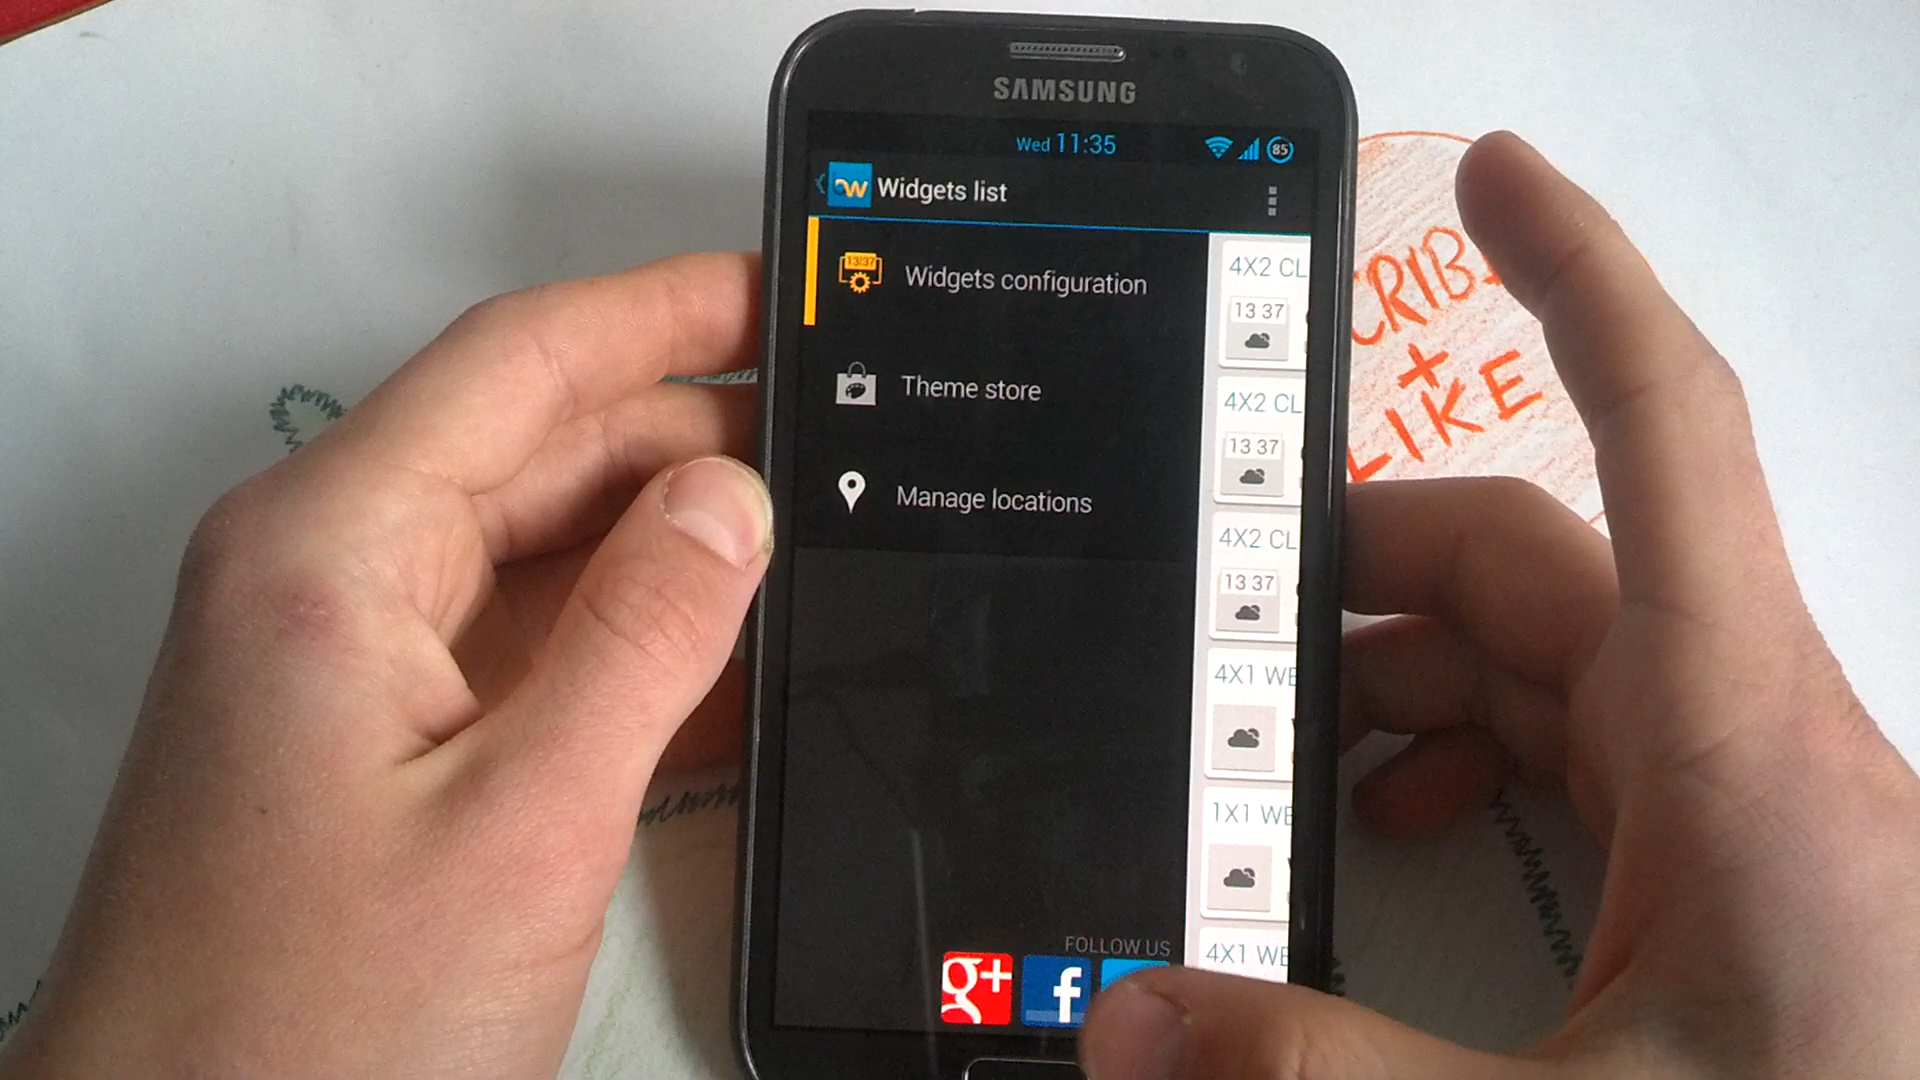 SAMSUNG
Wed 11:35
85
Widgets list
13:37
Widgets configuration
Theme store
Manage locations
4X2 CL
13 37
4X2 CL
13 37
4X2 CL
13 37
4X1 WE
1X1 WE
4X1 WE
FOLLOW US
g+
f
CRIB
+
LIKE